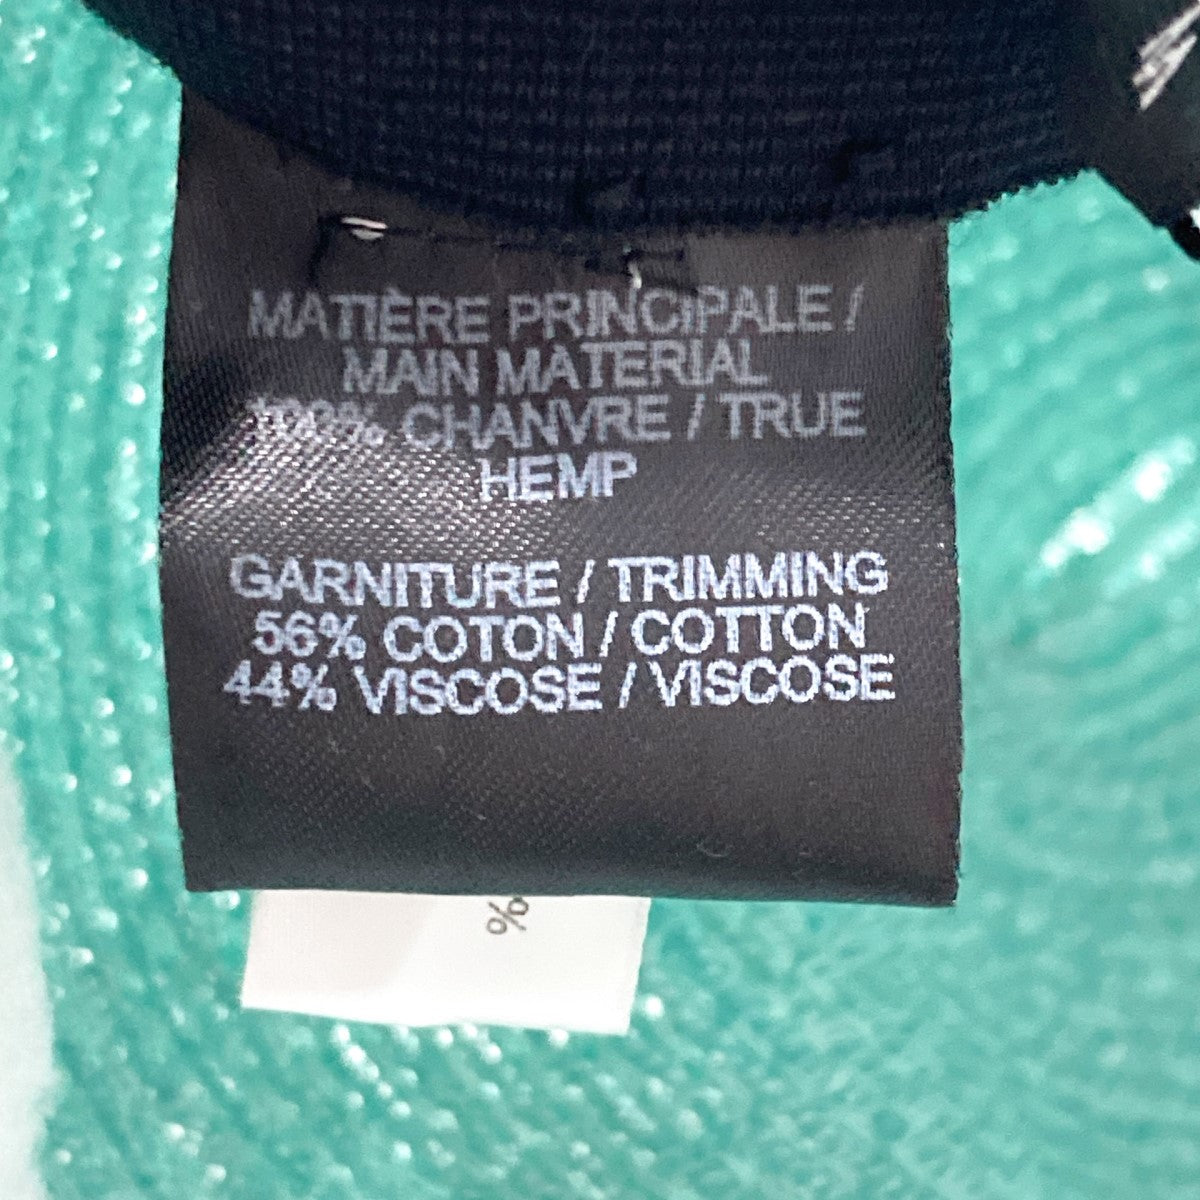 MATIÈRE PRINCIPALE /
MAIN MATERIAL
100% CHANVRE / TRUE
HEMP
GARNITURE / TRIMMING
56% COTON / COTTON
44% VISCOSE / VISCOSE
%